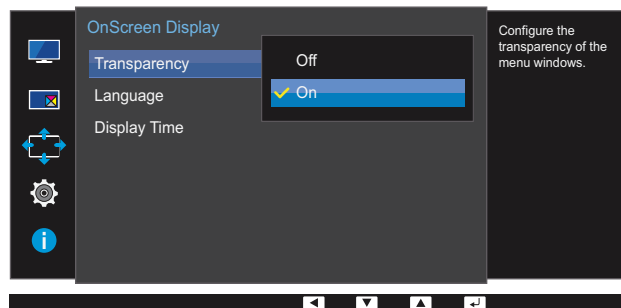 OnScreen Display
Transparency
Language
Display Time
Off
On
Configure the
transparency of the
menu windows.
i